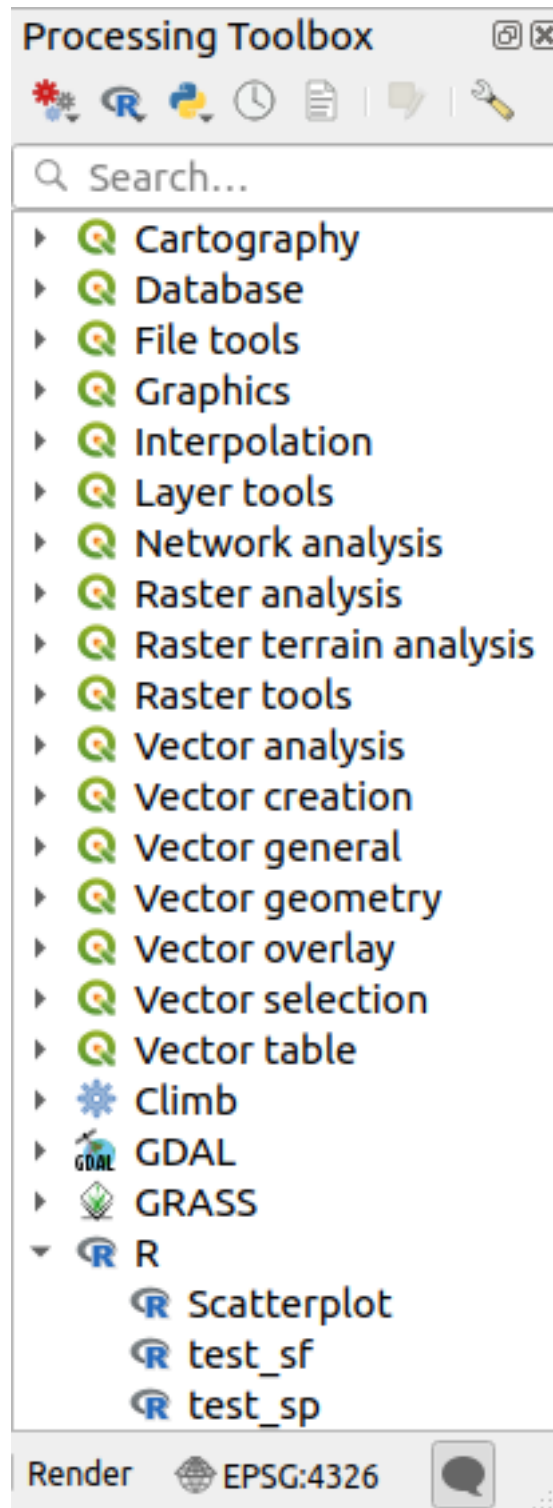 Processing Toolbox
Search...
Cartography
Database
File tools
Graphics
Interpolation
Layer tools
Network analysis
Raster analysis
Raster terrain analysis
Raster tools
Vector analysis
Vector creation
Vector general
Vector geometry
Vector overlay
Vector selection
Vector table
Climb
GDAL GDAL
GRASS
R R
R Scatterplot
R test_sf
R test_sp
Render EPSG:4326